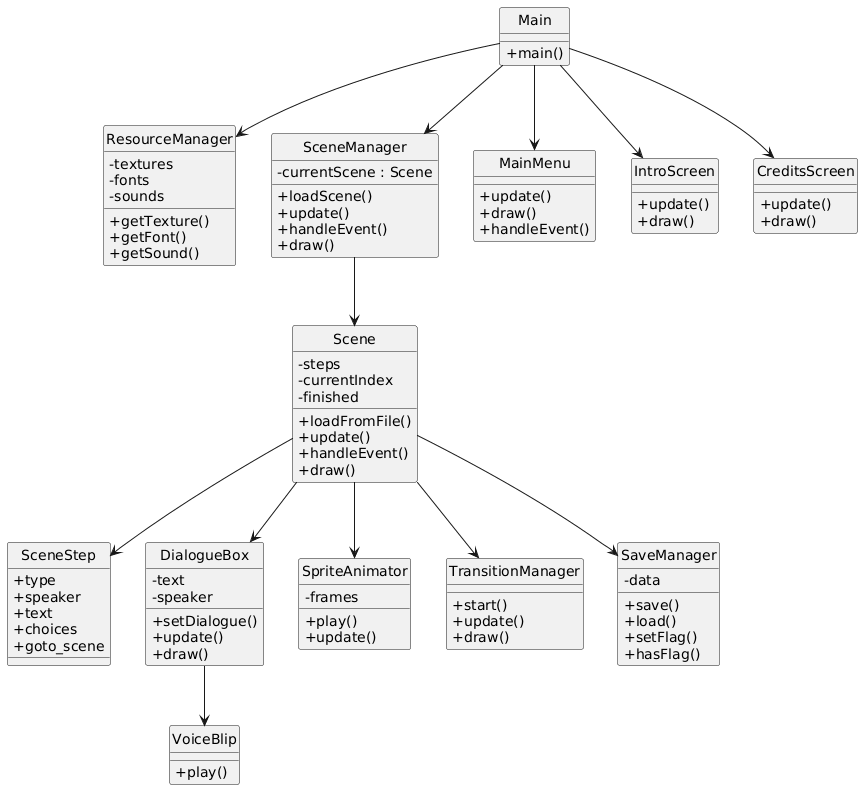 Main
+main()
ResourceManager
-textures
-fonts
-sounds
+getTexture()
+getFont()
+getSound()
SceneManager
-currentScene : Scene
+loadScene()
+update()
+handleEvent()
+draw()
MainMenu
+update()
+draw()
+handleEvent()
IntroScreen
+update()
+draw()
CreditsScreen
+update()
+draw()
Scene
-steps
-currentIndex
-finished
+loadFromFile()
+update()
+handleEvent()
+draw()
SceneStep
+type
+speaker
+text
+choices
+goto_scene
DialogueBox
-text
-speaker
+setDialogue()
+update()
+draw()
SpriteAnimator
-frames
+play()
+update()
TransitionManager
+start()
+update()
+draw()
SaveManager
-data
+save()
+load()
+setFlag()
+hasFlag()
VoiceBlip
+play()